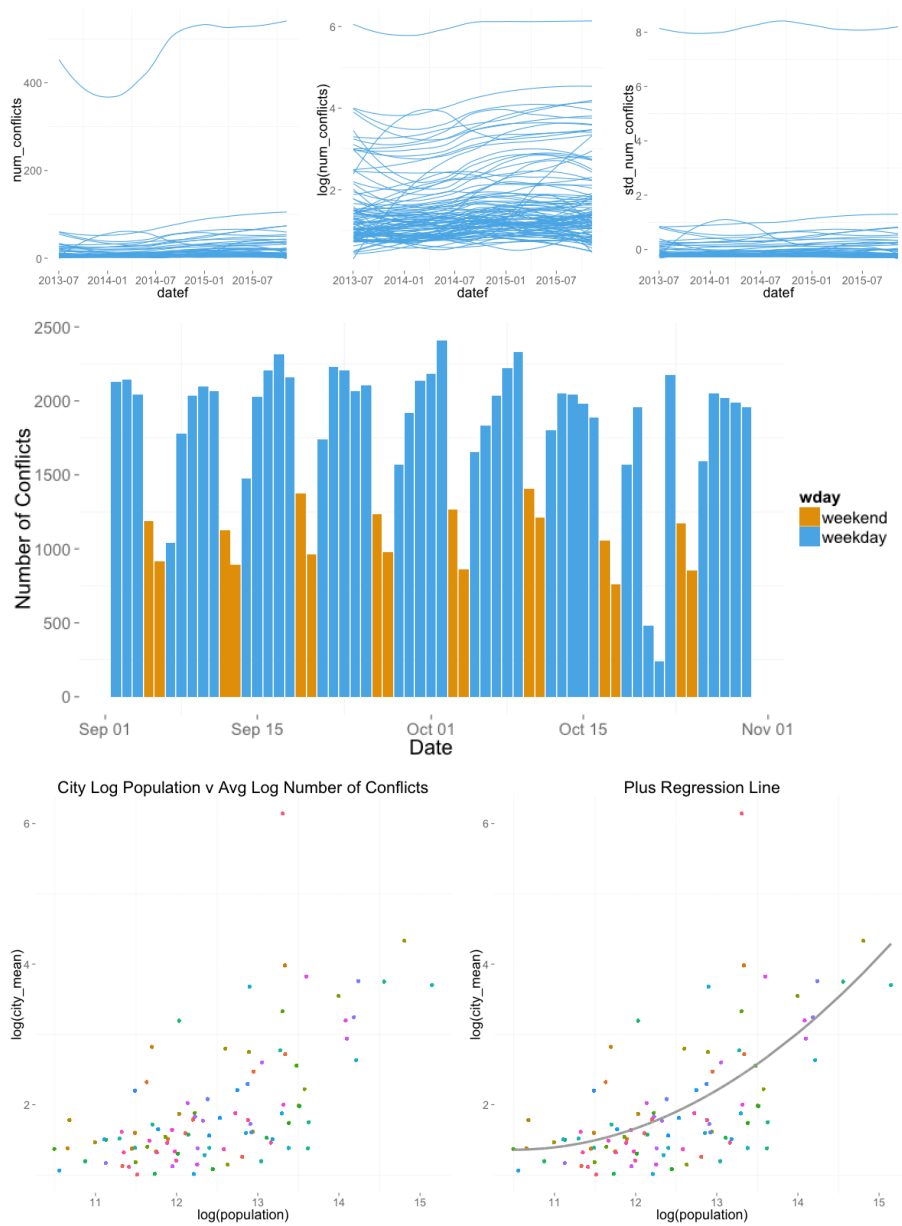 num_conflicts
400-
200-
0-
2013-07 2014-01 2014-07 2015-01 2015-07
datef
log(num_conflicts)
6-
4-
2-
2013-07 2014-01 2014-07 2015-01 2015-07
datef
std_num_conflicts
8-
6-
4-
2-
0-
2013-07 2014-01 2014-07 2015-01 2015-07
datef
Number of Conflicts
2500
2000
1500
1000
500
0
Sep 01 Sep 15 Oct 01 Oct 15 Nov 01
Date
wday
weekend
weekday
City Log Population v Avg Log Number of Conflicts
log(city_mean)
6-
4-
2-
11 12 13 14 15
log(population)
Plus Regression Line
log(city_mean)
6-
4-
2-
11 12 13 14 15
log(population)